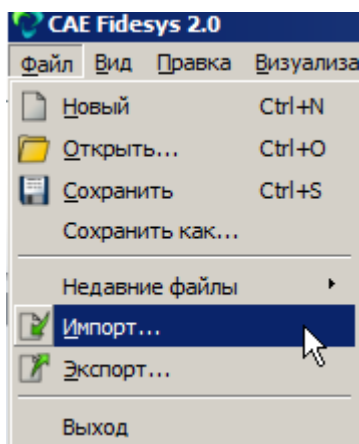 CAE Fidesys 2.0
Файл Вид Правка Визуализа
Новый Ctrl+N
Открыть... Ctrl+O
Сохранить Ctrl+S
Сохранить как...
Недавние файлы
Импорт...
Экспорт...
Выход